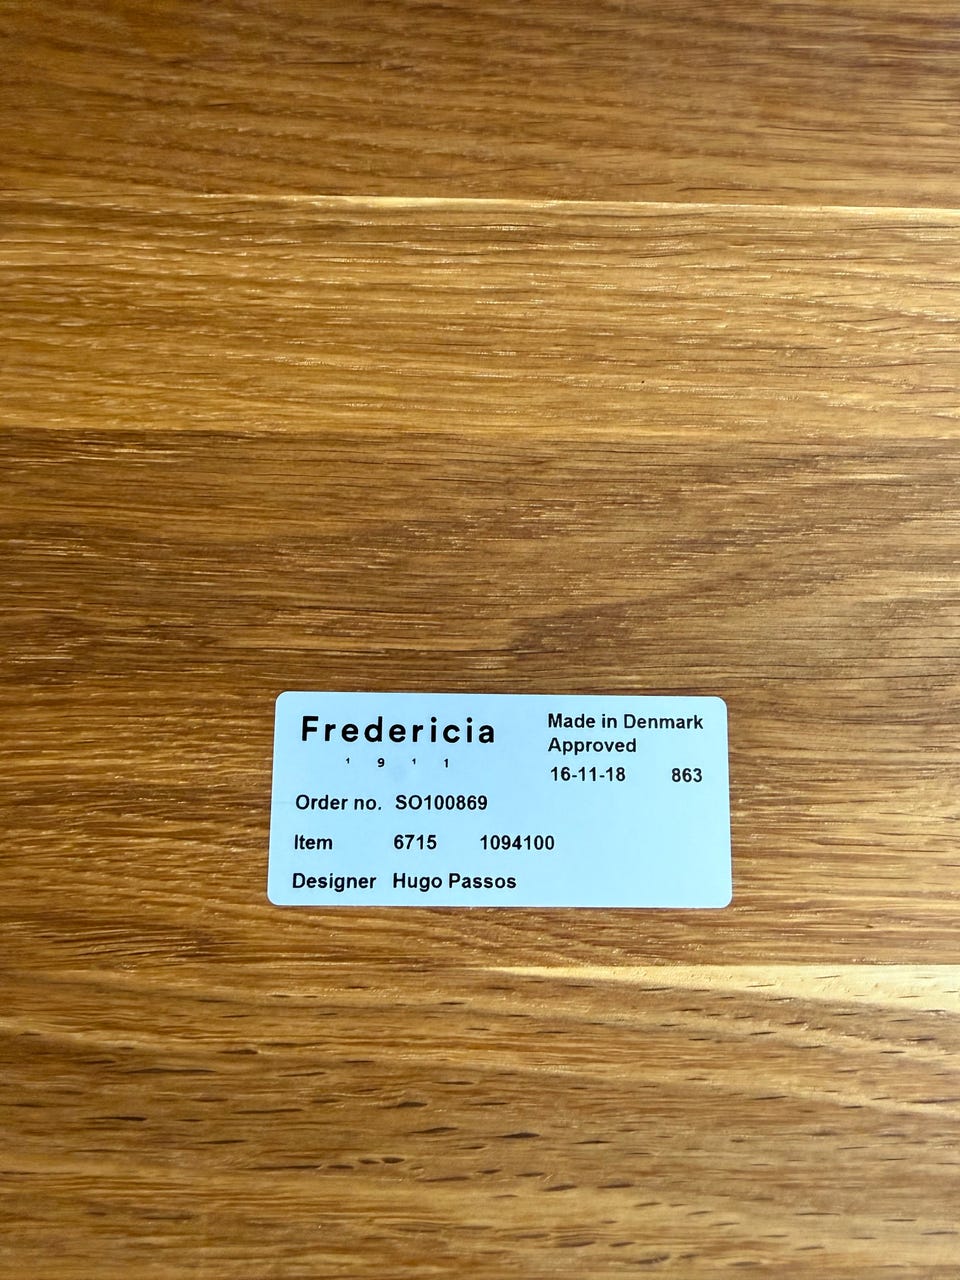 Fredericia
1 9 1 1
Made in Denmark
Approved
16-11-18 863
Order no. SO100869
Item 6715 1094100
Designer Hugo Passos